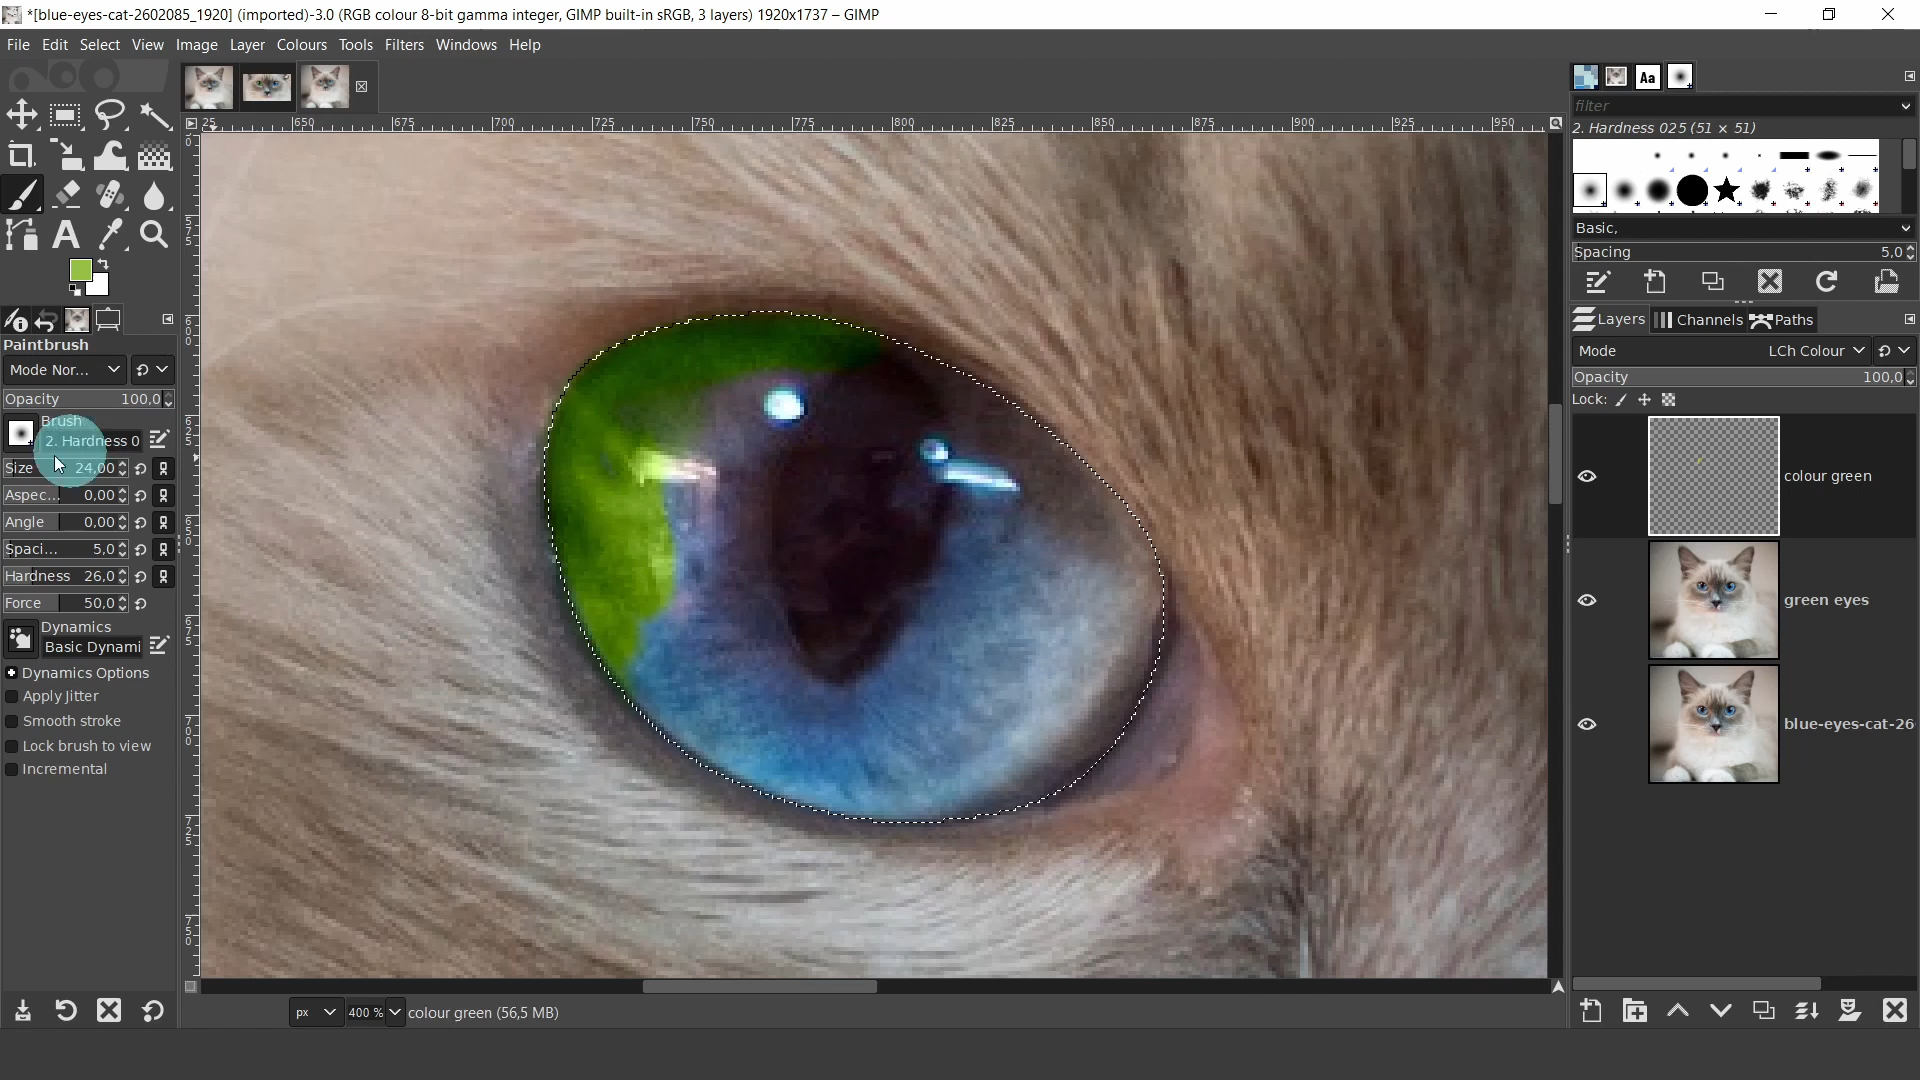 *[blue-eyes-cat-2602085_1920] (imported)-3.0 (RGB colour 8-bit gamma integer, GIMP built-in sRGB, 3 layers) 1920x1737 – GIMP
File Edit Select View Image Layer Colours Tools Filters Windows Help
25 650 675 700 725 750 775 800 825 850 875 900 925 950
Paintbrush
Mode Nor...
Opacity 100,0
Brush
2. Hardness 0
Size 24,00
Aspec... 0,00
Angle 0,00
Spaci... 5,0
Hardness 26,0
Force 50,0
Dynamics
Basic Dynami
Dynamics Options
Apply Jitter
Smooth stroke
Lock brush to view
Incremental
px 400 % colour green (56,5 MB)
Aa
filter
2. Hardness 025 (51 × 51)
Basic,
Spacing 5,0
Layers Channels Paths
Mode LCh Colour
Opacity 100,0
Lock:
colour green
green eyes
blue-eyes-cat-26